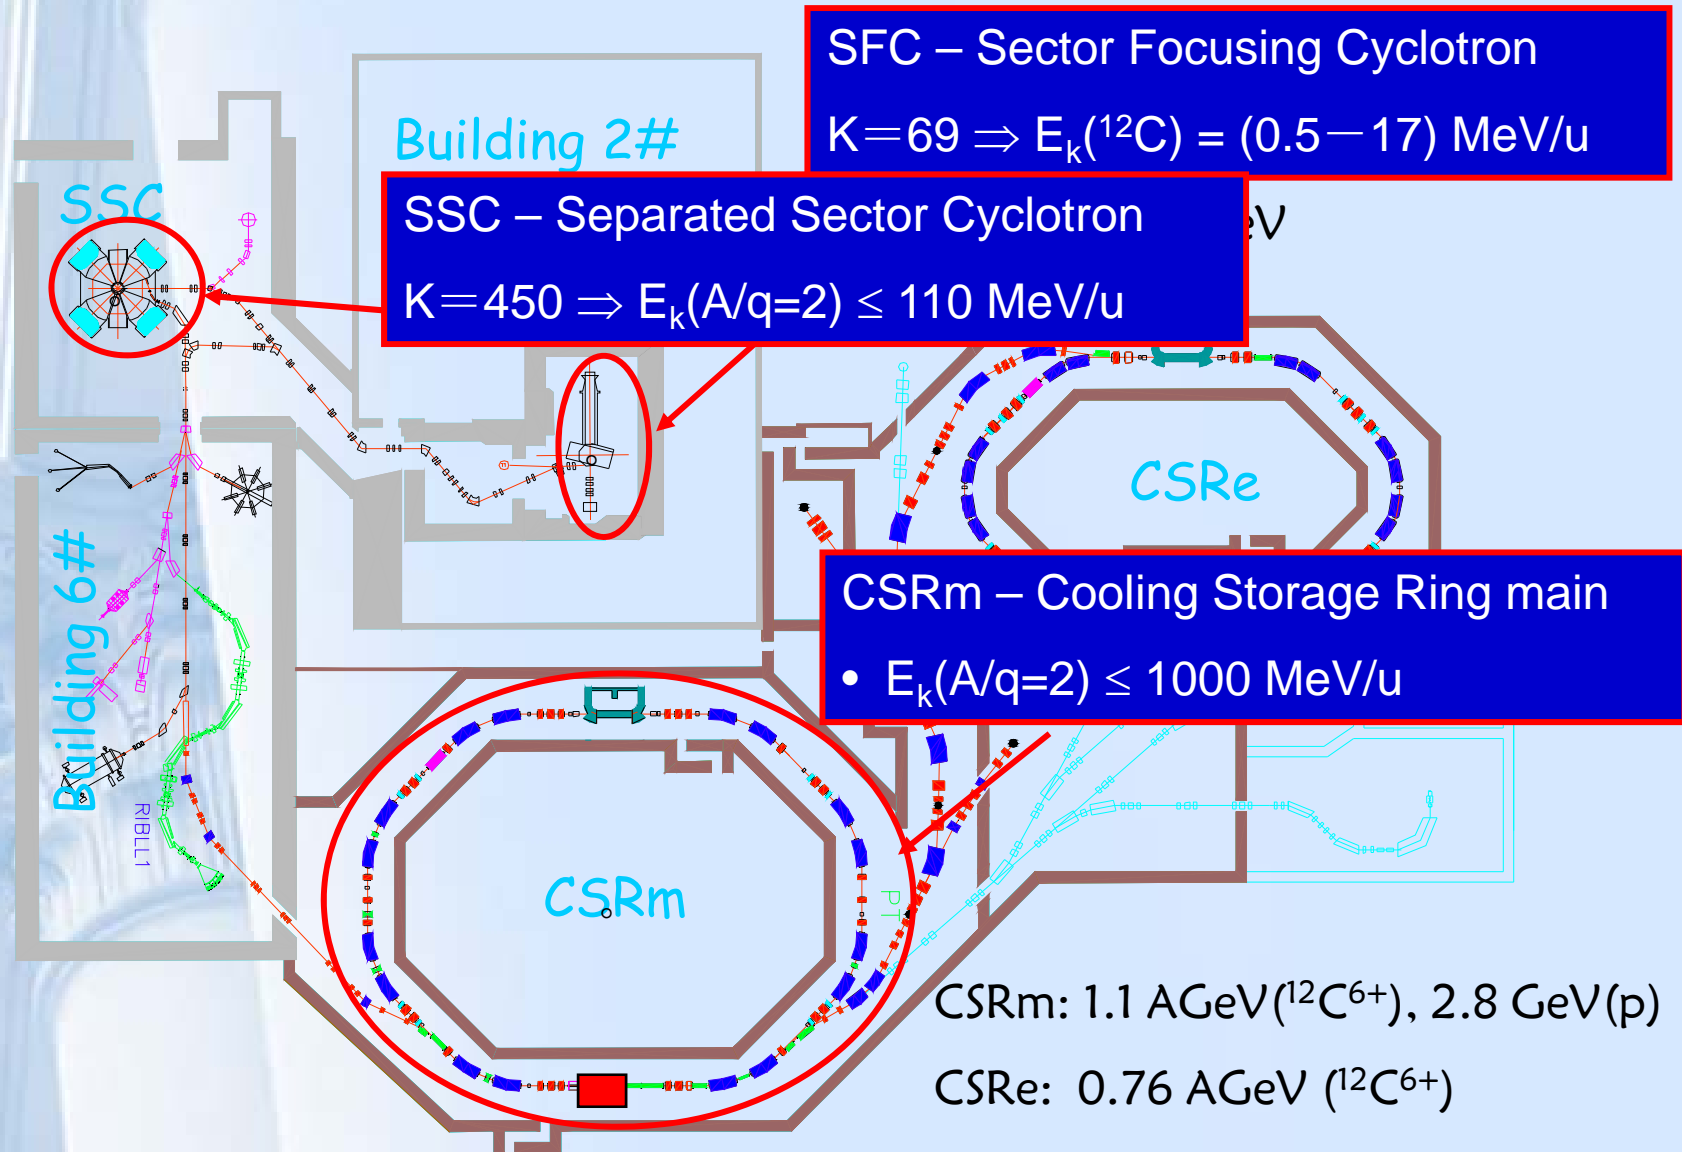 SFC – Sector Focusing Cyclotron
K=69 ⇒ Eₖ(¹²C) = (0.5－17) MeV/u
Building 2#
SSC
SSC – Separated Sector Cyclotron
K=450 ⇒ Eₖ(A/q=2) ≤ 110 MeV/u
CSRe
Building 6#
CSRm – Cooling Storage Ring main
• Eₖ(A/q=2) ≤ 1000 MeV/u
RIBLL1
CSRm
PT
CSRm: 1.1 AGeV(¹²C⁶⁺), 2.8 GeV(p)
CSRe: 0.76 AGeV (¹²C⁶⁺)